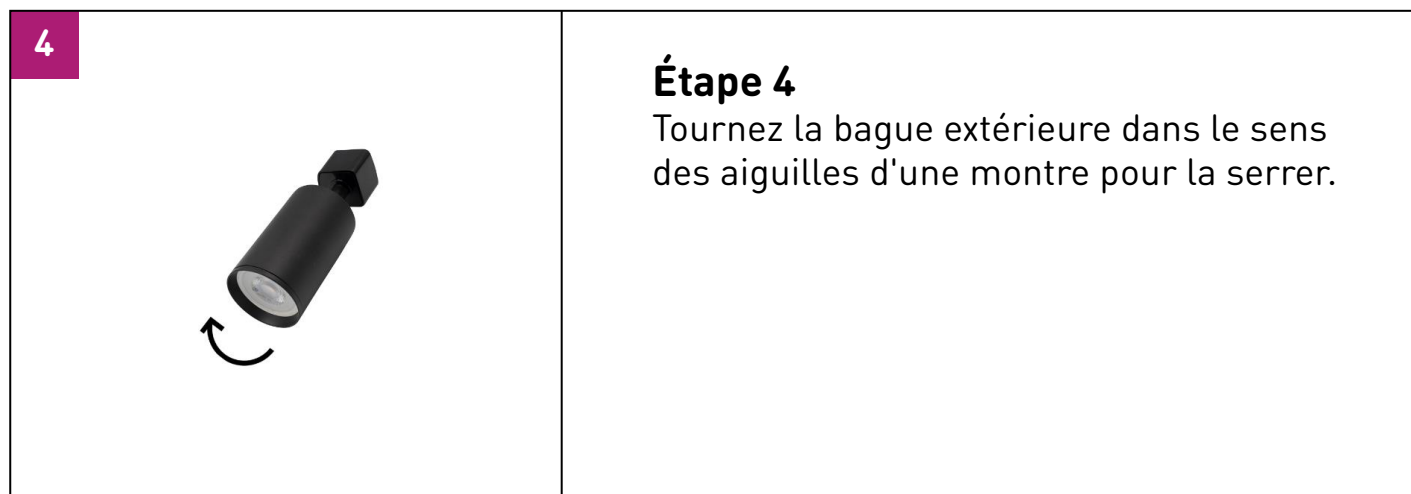 4
Étape 4
Tournez la bague extérieure dans le sens
des aiguilles d'une montre pour la serrer.